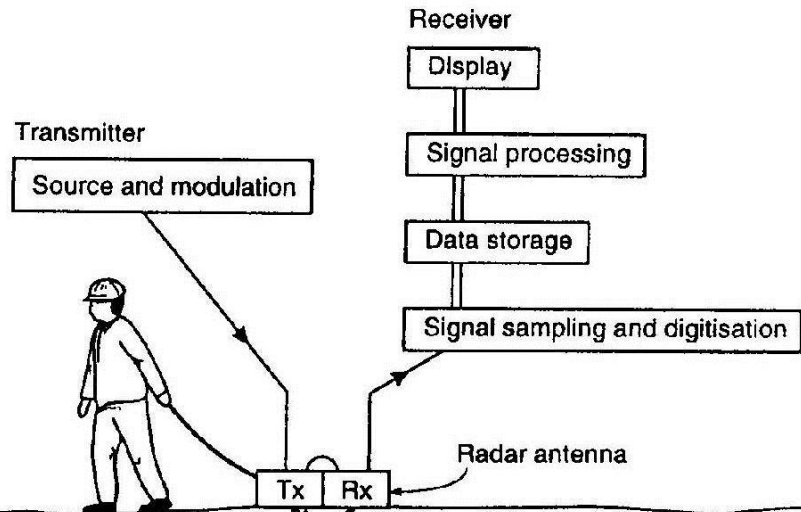 Receiver
Display
Transmitter
Signal processing
Source and modulation
Data storage
Signal sampling and digitisation
Radar antenna
Tx Rx